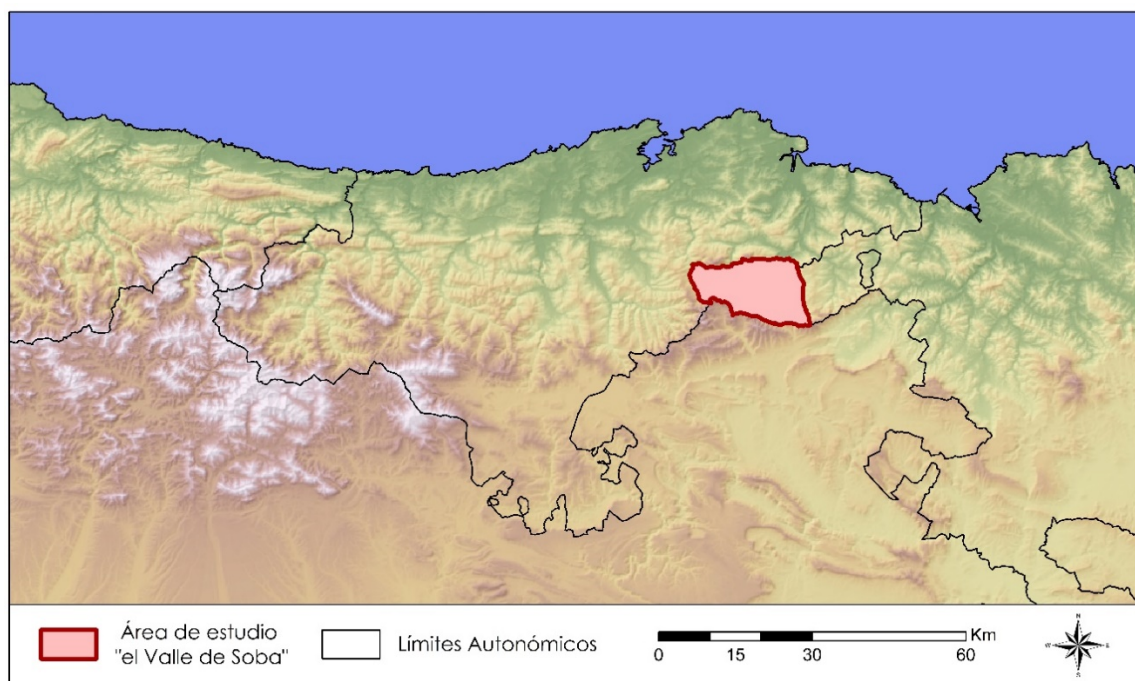 Área de estudio
"el Valle de Soba"
Límites Autonómicos
0 15 30 60
Km
N
W E
S